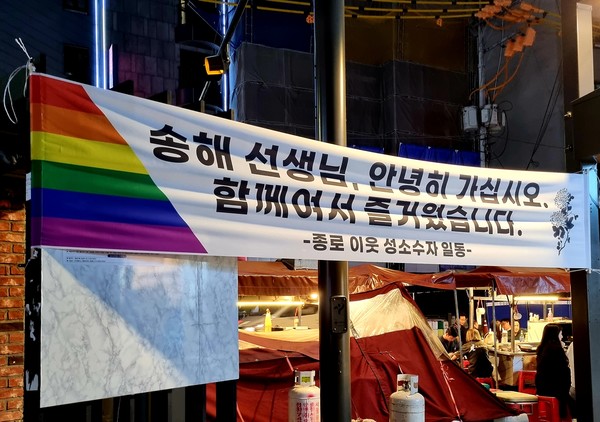 송해 선생님, 안녕히 가십시오.
함께여서 즐거웠습니다.
-종로 이웃 성소수자 일동-